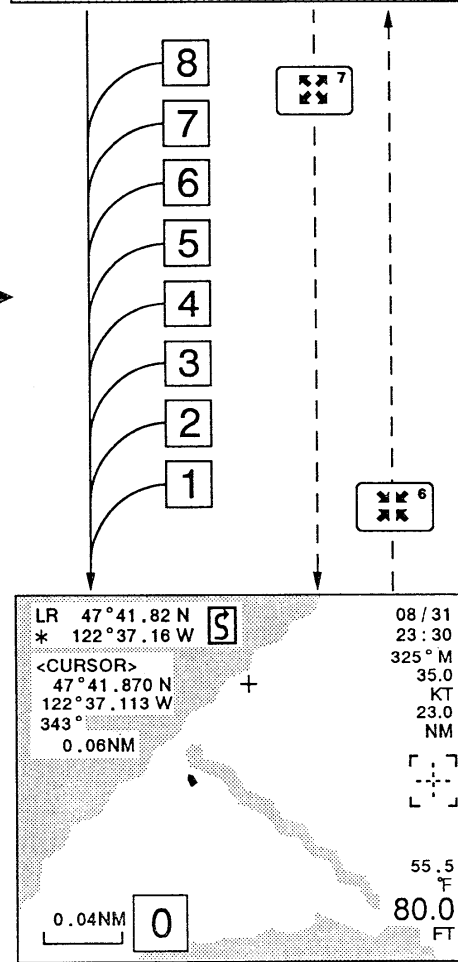 8
7
7
6
5
4
3
2
1
6
LR 47°41.82 N
* 122°37.16 W
<CURSOR>
47°41.870 N
122°37.113 W
343°
0.06NM
08/31
23:30
325°M
35.0
KT
23.0
NM
55.5
°F
80.0
FT
0.04NM
0